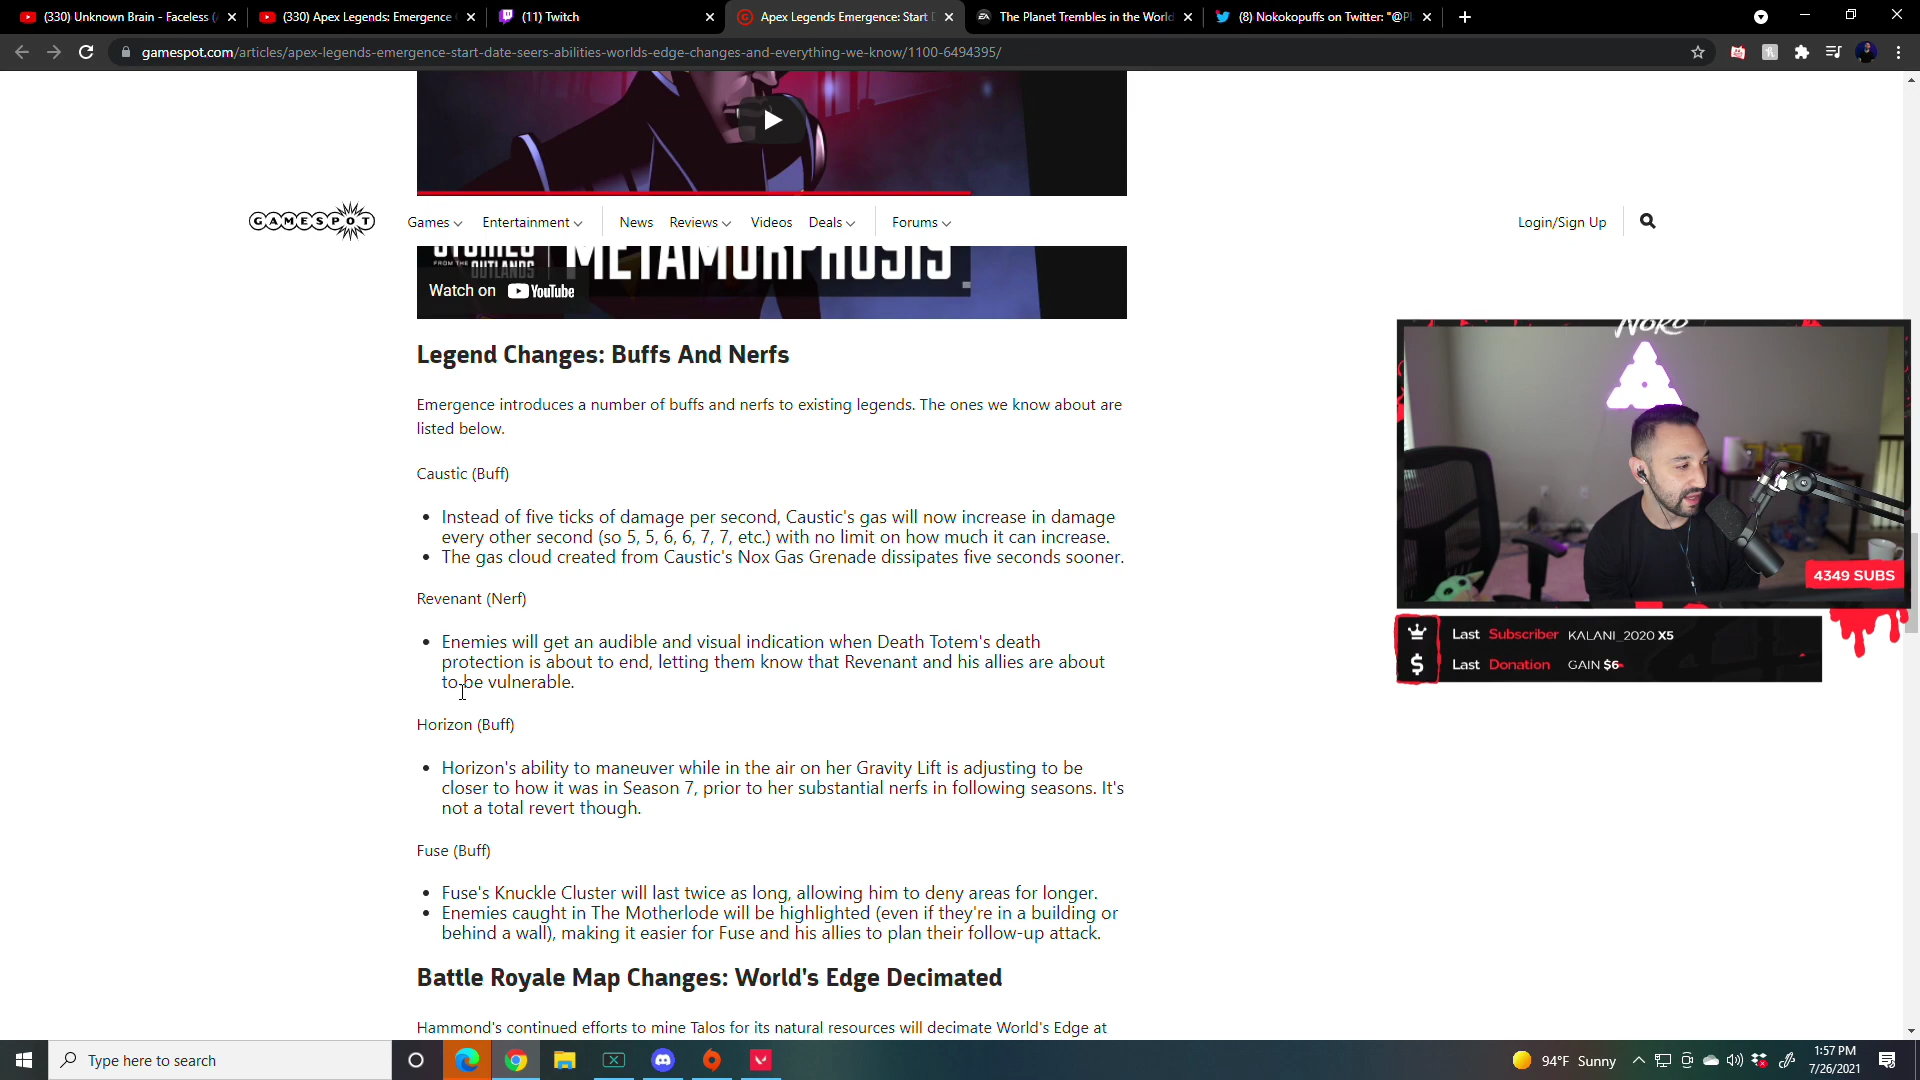 (330) Unknown Brain - Faceless (
(330) Apex Legends: Emergence
(11) Twitch
Apex Legends Emergence: Start
The Planet Trembles in the World
(8) Nokokopuffs on Twitter: "@Pl
gamespot.com/articles/apex-legends-emergence-start-date-seers-abilities-worlds-edge-changes-and-everything-we-know/1100-6494395/
GAMESPOT
Games
Entertainment
News
Reviews
Videos
Deals
Forums
Login/Sign Up
STORIES
FROM THE
OUTLANDS
METAMORPHOSIS
Watch on YouTube
Legend Changes: Buffs And Nerfs
Emergence introduces a number of buffs and nerfs to existing legends. The ones we know about are
listed below.
Caustic (Buff)
• Instead of five ticks of damage per second, Caustic's gas will now increase in damage
every other second (so 5, 5, 6, 6, 7, 7, etc.) with no limit on how much it can increase.
• The gas cloud created from Caustic's Nox Gas Grenade dissipates five seconds sooner.
Revenant (Nerf)
• Enemies will get an audible and visual indication when Death Totem's death
protection is about to end, letting them know that Revenant and his allies are about
to be vulnerable.
Horizon (Buff)
• Horizon's ability to maneuver while in the air on her Gravity Lift is adjusting to be
closer to how it was in Season 7, prior to her substantial nerfs in following seasons. It's
not a total revert though.
Fuse (Buff)
• Fuse's Knuckle Cluster will last twice as long, allowing him to deny areas for longer.
• Enemies caught in The Motherlode will be highlighted (even if they're in a building or
behind a wall), making it easier for Fuse and his allies to plan their follow-up attack.
Battle Royale Map Changes: World's Edge Decimated
Hammond's continued efforts to mine Talos for its natural resources will decimate World's Edge at
NOKO
4349 SUBS
Last Subscriber KALANI_2020 X5
$ Last Donation GAIN $6
Type here to search
94°F Sunny
1:57 PM
7/26/2021